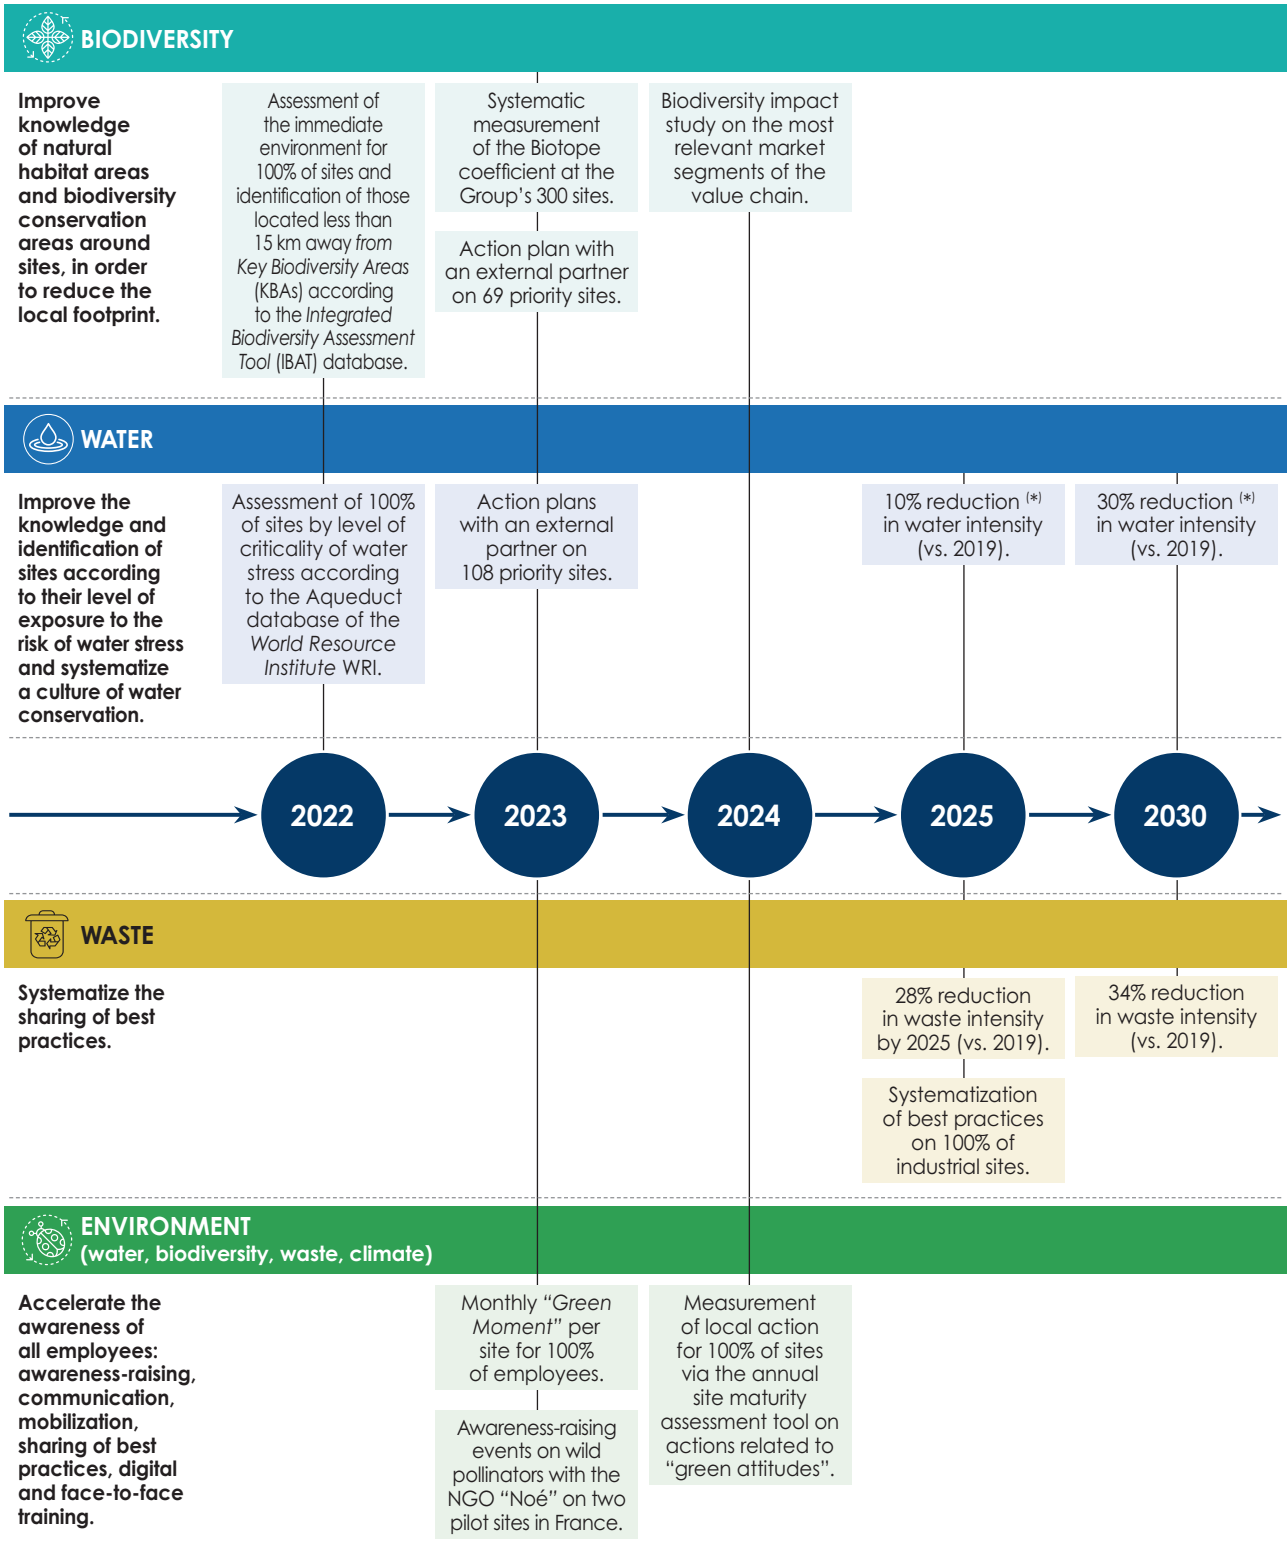 BIODIVERSITY
Improve
knowledge
of natural
habitat areas
and biodiversity
conservation
areas around
sites, in order
to reduce the
local footprint.
Assessment of
the immediate
environment for
100% of sites and
identification of those
located less than
15 km away from
Key Biodiversity Areas
(KBAs) according
to the Integrated
Biodiversity Assessment
Tool (IBAT) database.
Systematic
measurement
of the Biotope
coefficient at the
Group's 300 sites.
Action plan with
an external partner
on 69 priority sites.
Biodiversity impact
study on the most
relevant market
segments of the
value chain.
WATER
Improve the
knowledge and
identification of
sites according
to their level of
exposure to the
risk of water stress
and systematize
a culture of water
conservation.
Assessment of 100%
of sites by level of
criticality of water
stress according
to the Aqueduct
database of the
World Resource
Institute WRI.
Action plans
with an external
partner on
108 priority sites.
10% reduction (*)
in water intensity
(vs. 2019).
30% reduction (*)
in water intensity
(vs. 2019).
2022
2023
2024
2025
2030
WASTE
Systematize the
sharing of best
practices.
28% reduction
in waste intensity
by 2025 (vs. 2019).
Systematization
of best practices
on 100% of
industrial sites.
34% reduction
in waste intensity
(vs. 2019).
ENVIRONMENT
(water, biodiversity, waste, climate)
Accelerate the
awareness of
all employees:
awareness-raising,
communication,
mobilization,
sharing of best
practices, digital
and face-to-face
training.
Monthly “Green
Moment” per
site for 100%
of employees.
Awareness-raising
events on wild
pollinators with the
NGO “Noé” on two
pilot sites in France.
Measurement
of local action
for 100% of sites
via the annual
site maturity
assessment tool on
actions related to
“green attitudes”.